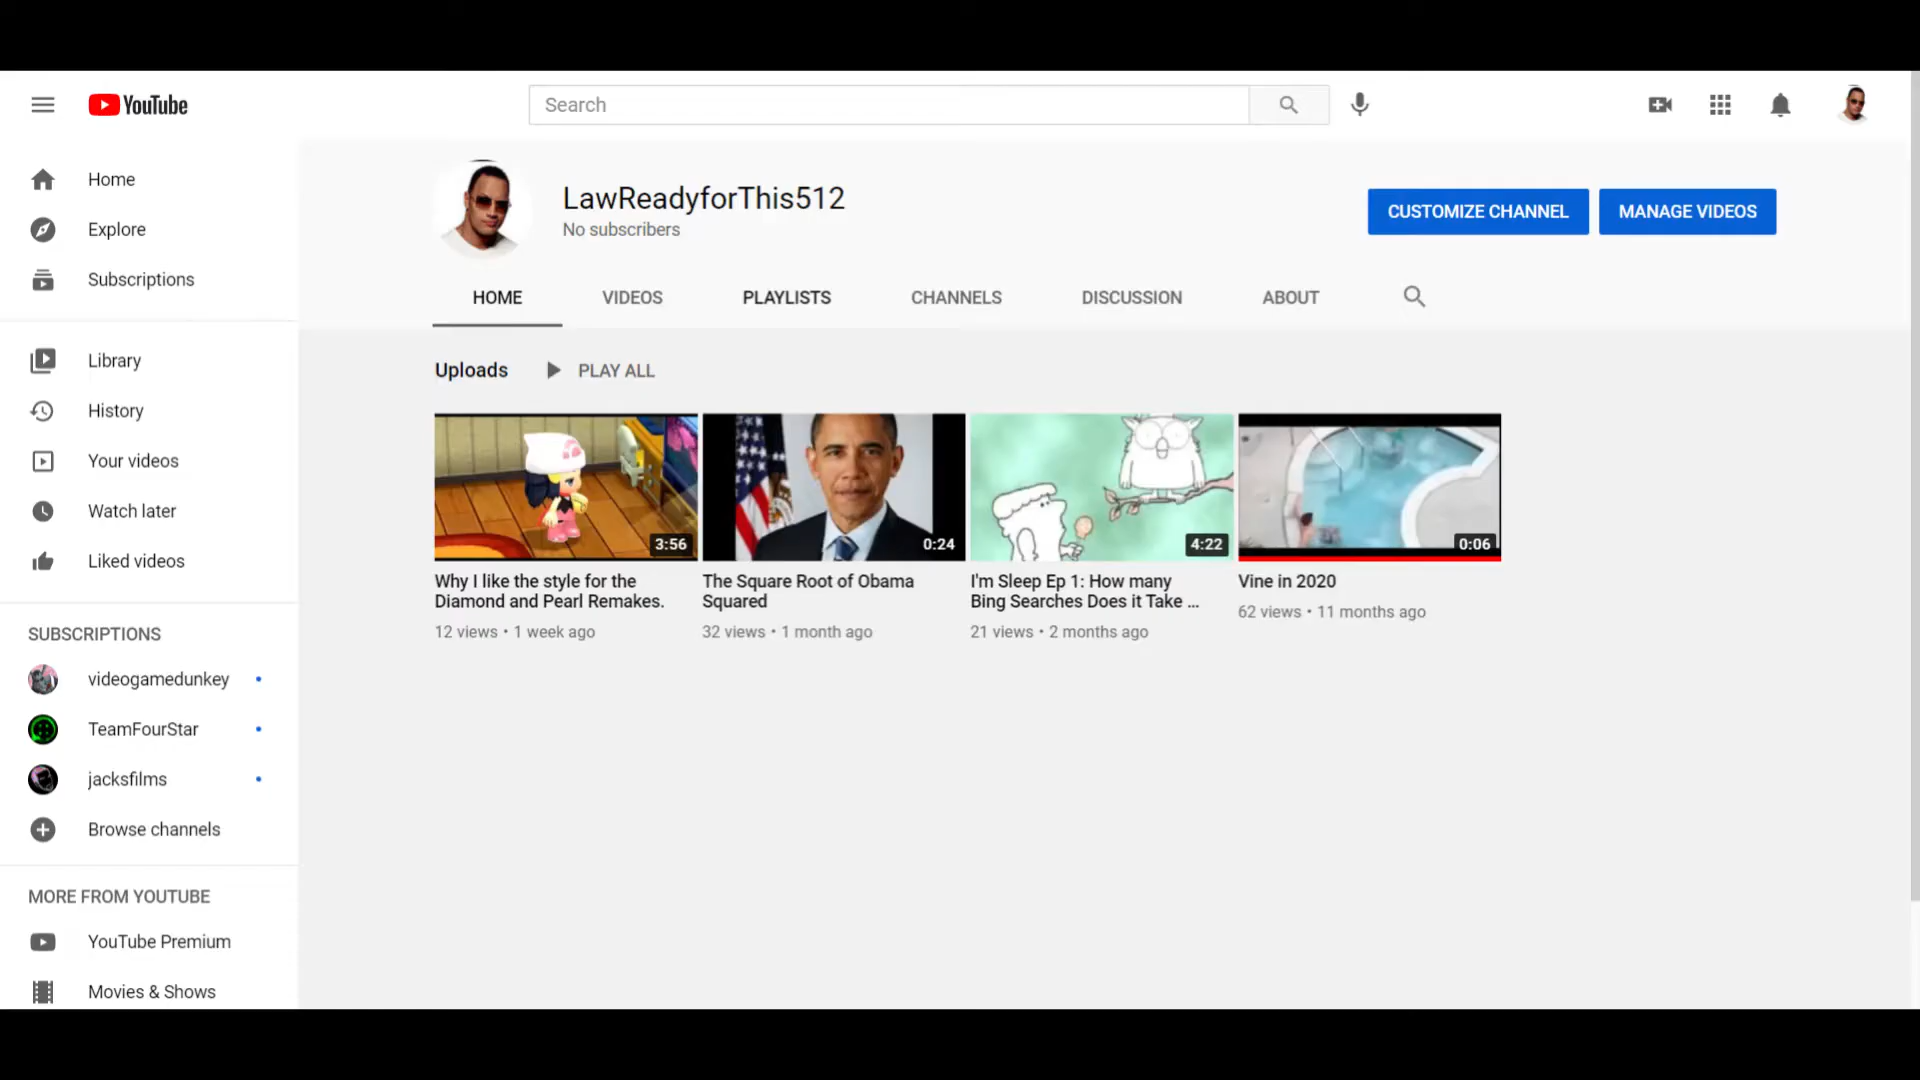 YouTube
Search
Home
Explore
Subscriptions
Library
History
Your videos
Watch later
Liked videos
SUBSCRIPTIONS
videogamedunkey
TeamFourStar
jacksfilms
Browse channels
MORE FROM YOUTUBE
YouTube Premium
Movies & Shows
LawReadyforThis512
No subscribers
CUSTOMIZE CHANNEL
MANAGE VIDEOS
HOME
VIDEOS
PLAYLISTS
CHANNELS
DISCUSSION
ABOUT
Uploads
PLAY ALL
3:56
Why I like the style for the
Diamond and Pearl Remakes.
12 views • 1 week ago
0:24
The Square Root of Obama
Squared
32 views • 1 month ago
4:22
I'm Sleep Ep 1: How many
Bing Searches Does it Take ...
21 views • 2 months ago
0:06
Vine in 2020
62 views • 11 months ago